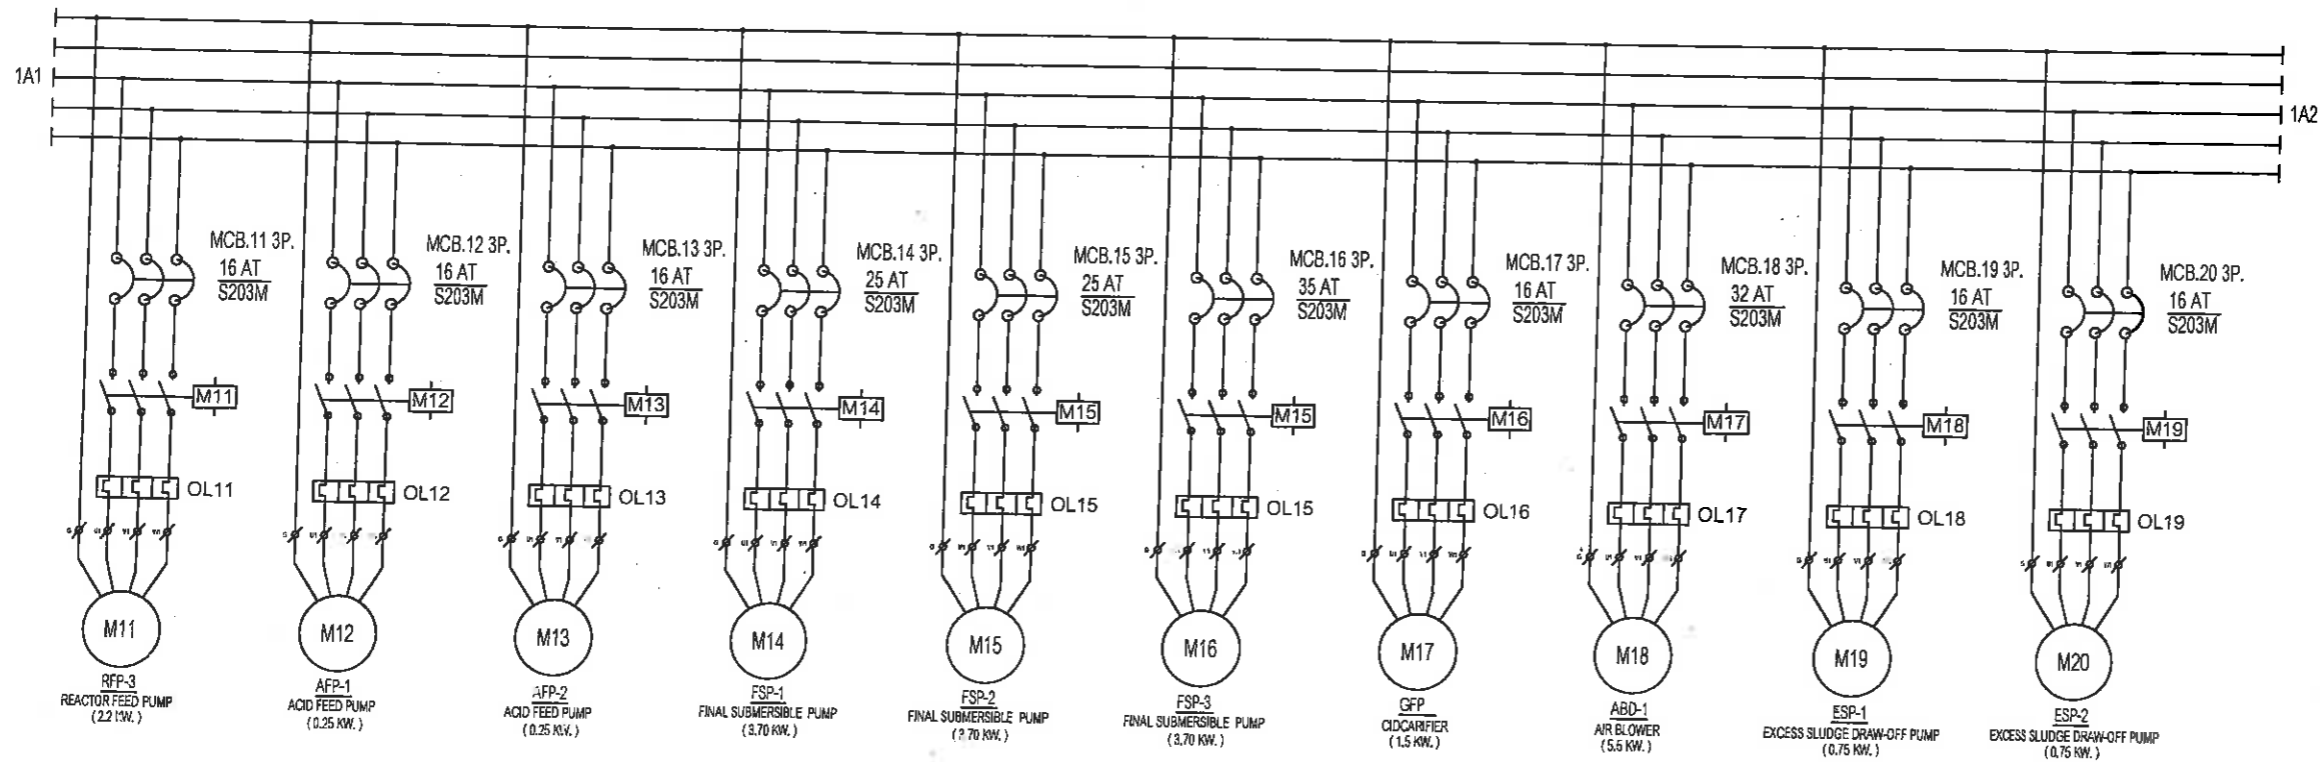 1A1
1A2
MCB.11 3P.
16 AT
S203M
M11
OL11
M11
RFP-3
REACTOR FEED PUMP
MCB.12 3P.
16 AT
S203M
M12
OL12
M12
AFP-1
ACID FEED PUMP
(0.25 KW.)
MCB.13 3P.
16 AT
S203M
M13
OL13
M13
AFP-2
ACID FEED PUMP
(0.25 KW.)
MCB.14 3P.
25 AT
S203M
M14
OL14
M14
FSP-1
FINAL SUBMERSIBLE PUMP
(3.70 KW.)
MCB.15 3P.
25 AT
S203M
M15
OL15
M15
FSP-2
FINAL SUBMERSIBLE PUMP
MCB.16 3P.
35 AT
S203M
M15
OL15
M16
FSP-3
FINAL SUBMERSIBLE PUMP
(3.70 KW.)
MCB.17 3P.
16 AT
S203M
M16
OL16
M17
GFP
CIDCARIFIER
(1.5 KW.)
MCB.18 3P.
32 AT
S203M
M17
OL17
M18
ABD-1
AIR BLOWER
(5.5 KW.)
MCB.19 3P.
16 AT
S203M
M18
OL18
M19
ESP-1
EXCESS SLUDGE DRAW-OFF PUMP
(0.75 KW.)
MCB.20 3P.
16 AT
S203M
M19
OL19
M20
ESP-2
EXCESS SLUDGE DRAW-OFF PUMP
(0.75 KW.)